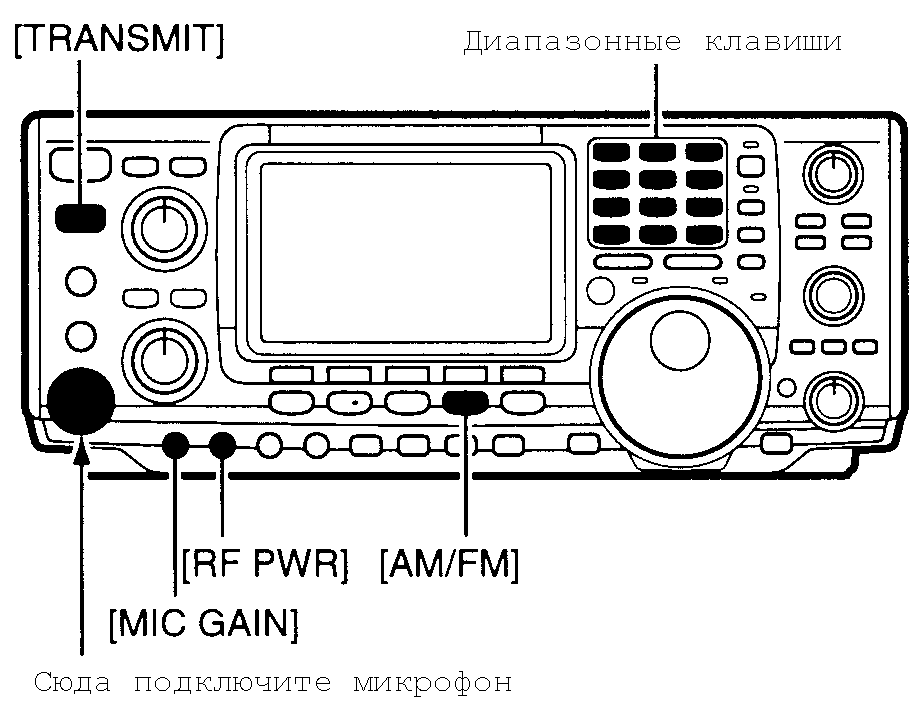 [TRANSMIT]
Диапазонные клавиши
[RF PWR]
[AM/FM]
[MIC GAIN]
Сюда подключите микрофон